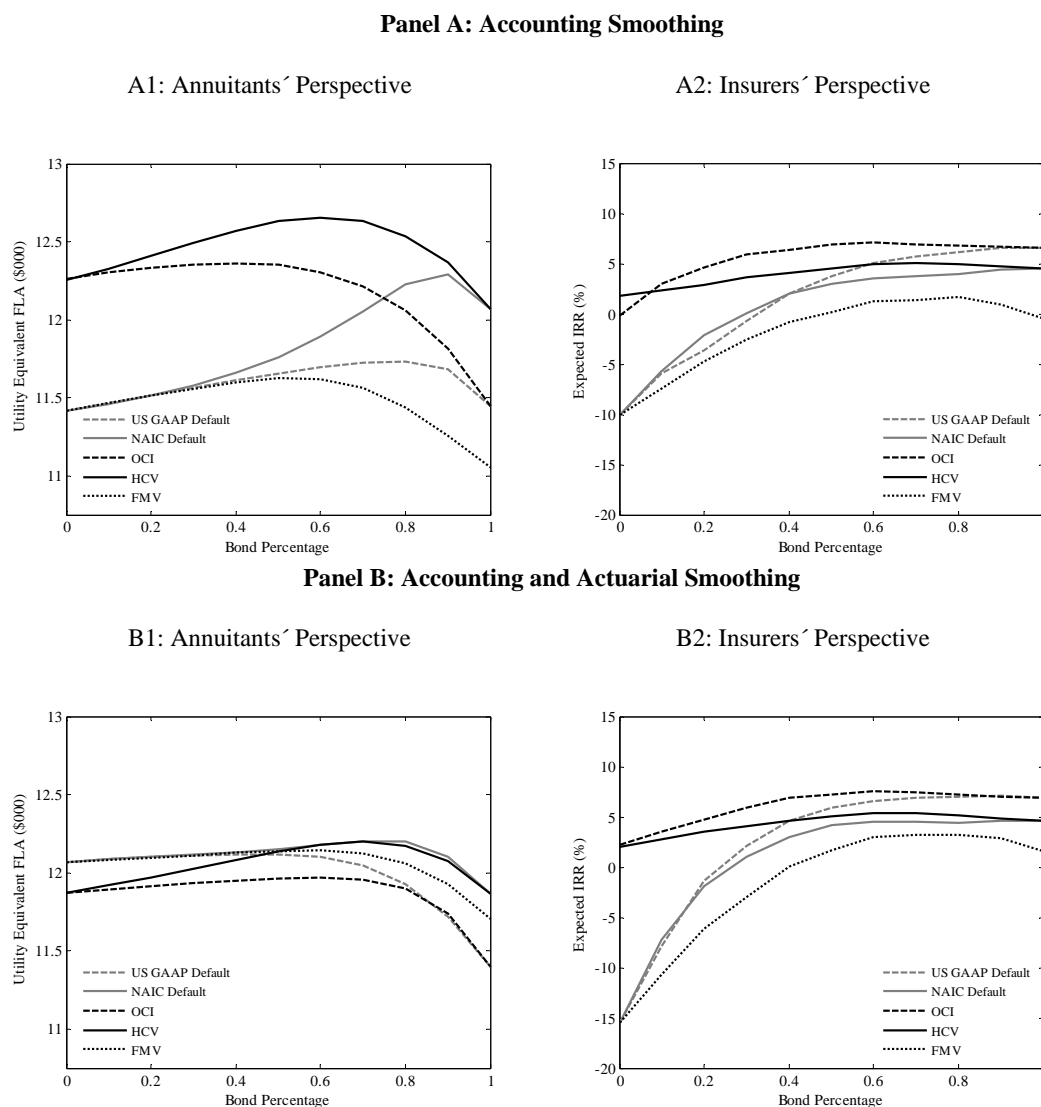 Panel A: Accounting Smoothing
A1: Annuitants´ Perspective
A2: Insurers´ Perspective
13
12.5
12
11.5
11
Utility Equivalent FLA ($000)
US GAAP Default
NAIC Default
OCI
HCV
FMV
0 0.2 0.4 0.6 0.8 1
Bond Percentage
15
10
5
0
-5
-10
-15
-20
Expected IRR (%)
US GAAP Default
NAIC Default
OCI
HCV
FMV
0 0.2 0.4 0.6 0.8
Bond Percentage
Panel B: Accounting and Actuarial Smoothing
B1: Annuitants´ Perspective
B2: Insurers´ Perspective
13
12.5
12
11.5
11
Utility Equivalent FLA ($000)
US GAAP Default
NAIC Default
OCI
HCV
FMV
0 0.2 0.4 0.6 0.8 1
Bond Percentage
15
10
5
0
-5
-10
-15
-20
Expected IRR (%)
US GAAP Default
NAIC Default
OCI
HCV
FMV
0 0.2 0.4 0.6 0.8
Bond Percentage